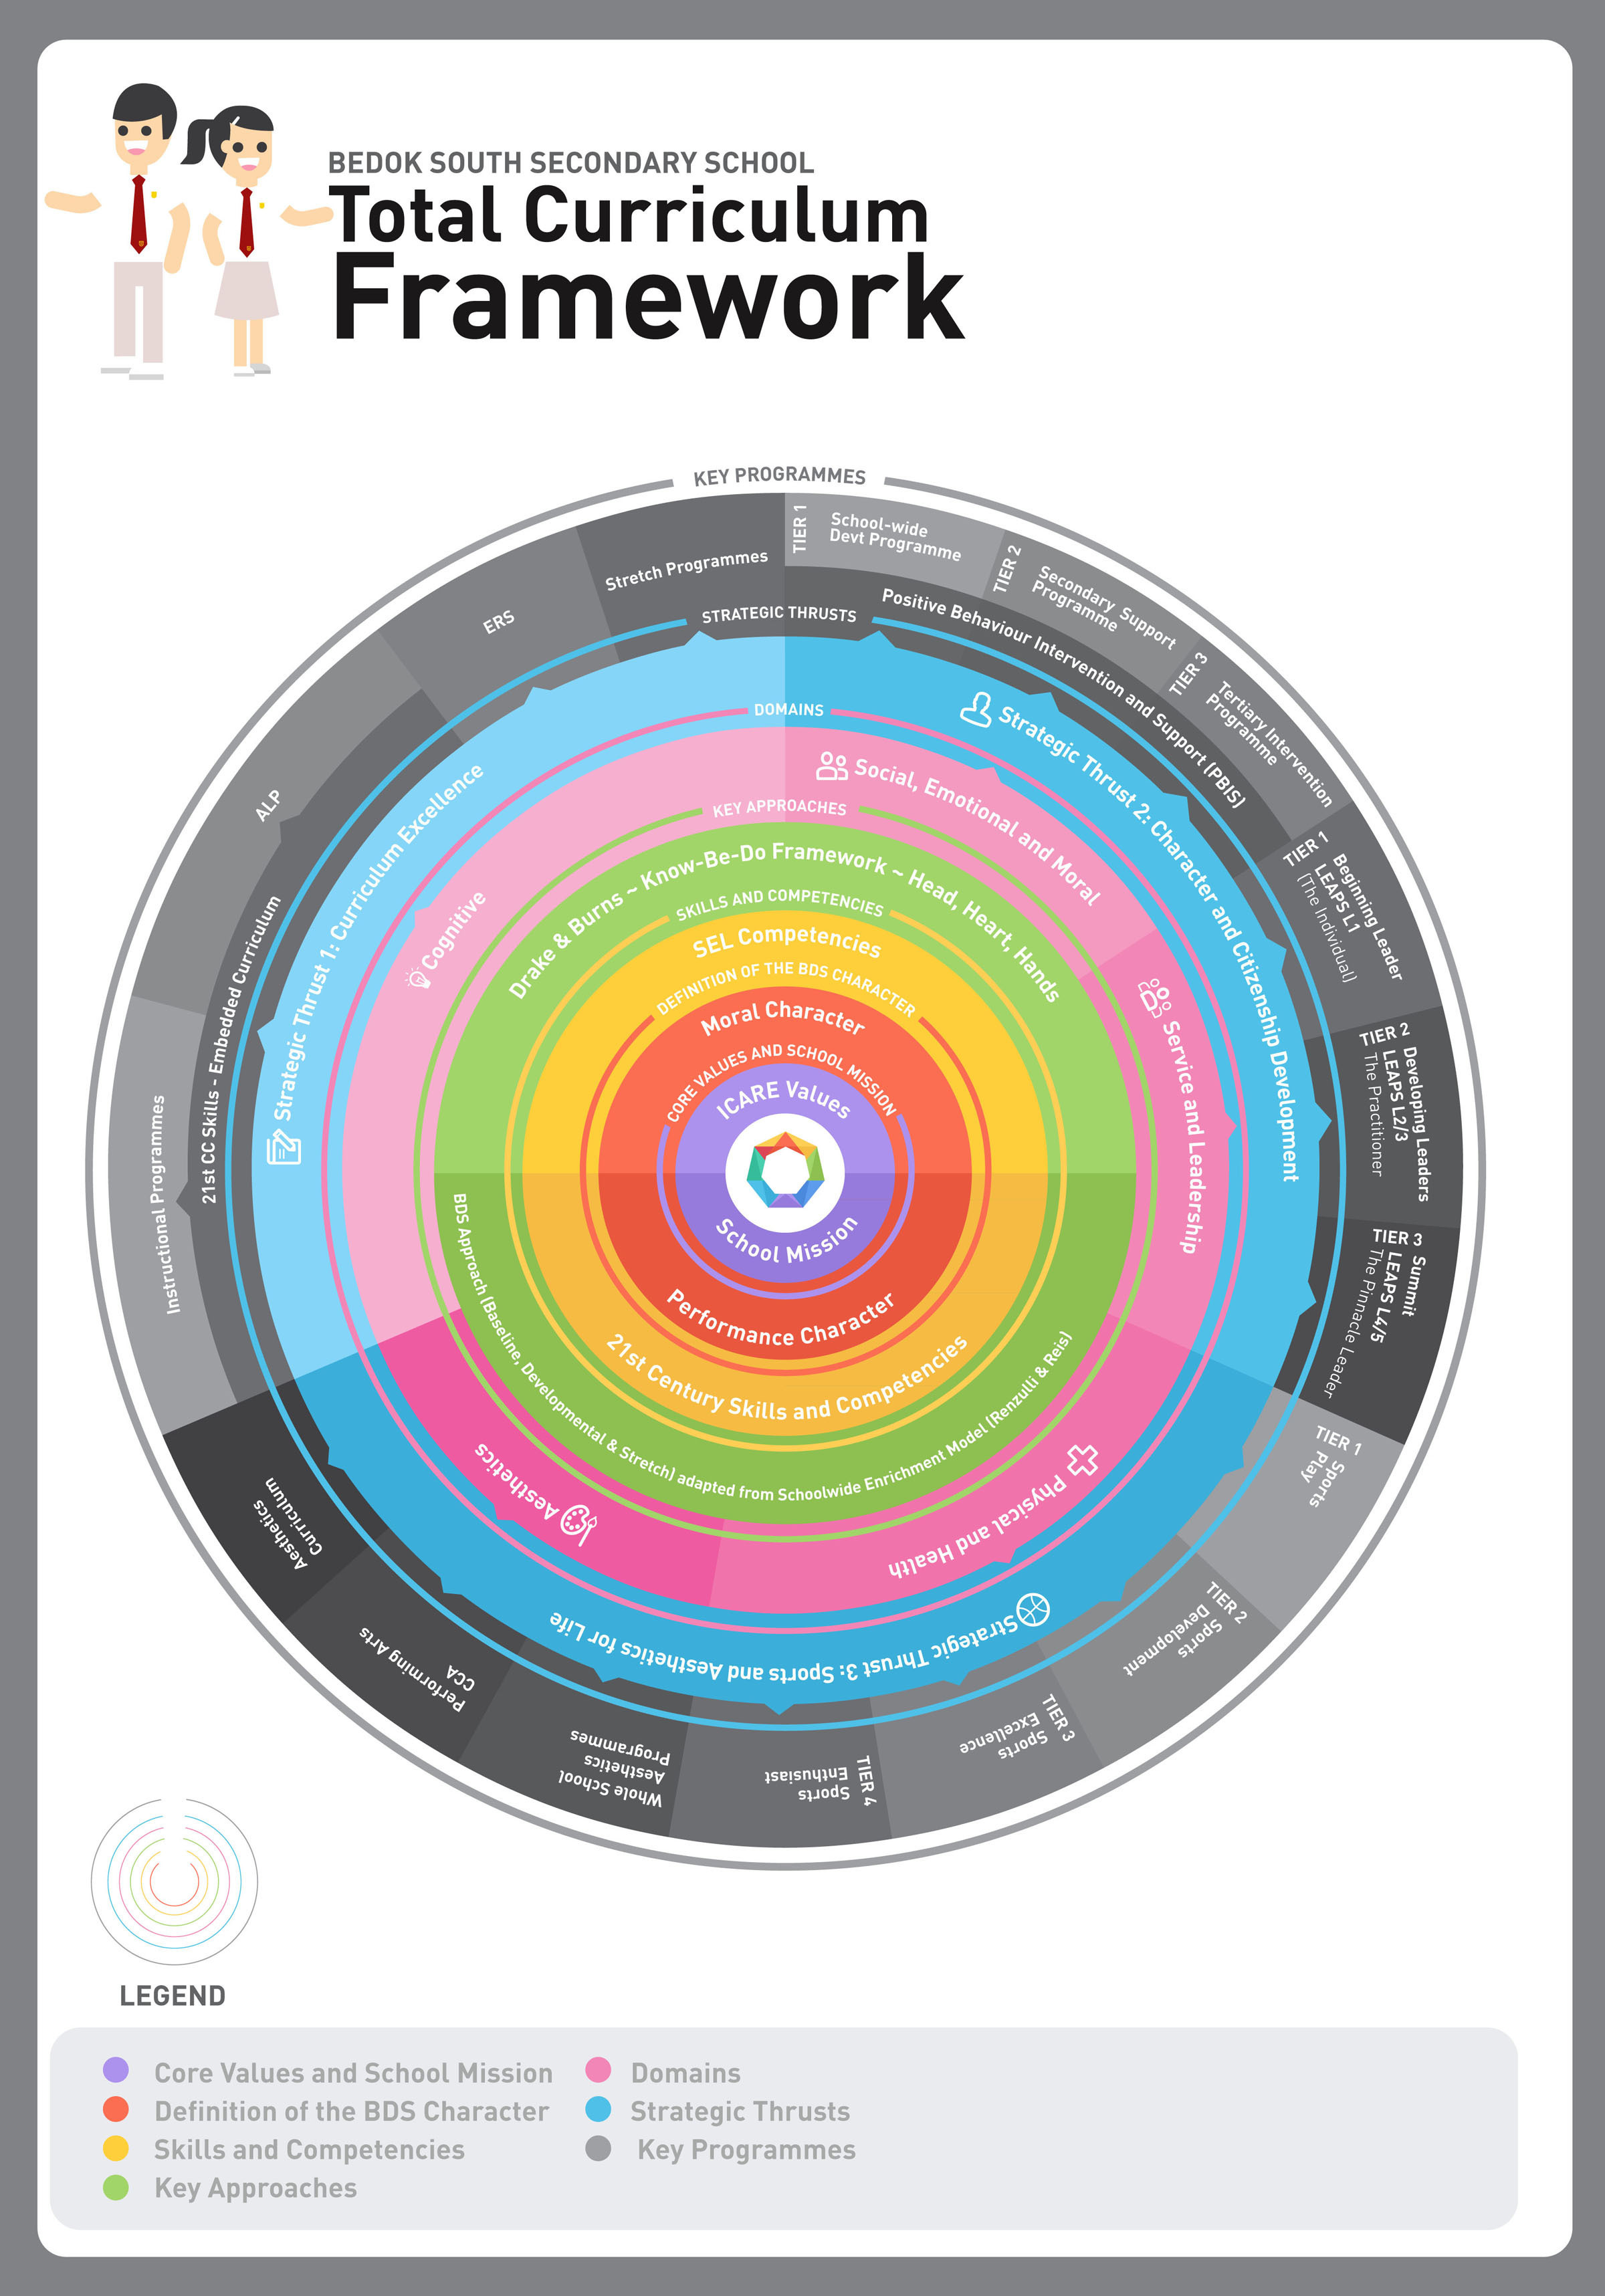 BEDOK SOUTH SECONDARY SCHOOL
Total Curriculum
Framework
KEY PROGRAMMES
Stretch Programmes
ERS
ALP
Instructional Programmes
21st CC Skills - Embedded Curriculum
TIER 1
School-wide
Devt Programme
TIER 2
Secondary Support
Programme
TIER 3
Tertiary Intervention
Programme
Positive Behaviour Intervention and Support (PBIS)
TIER 1
Beginning Leader
LEAPS L1
(The Individual)
TIER 2
Developing Leaders
LEAPS L2/3
The Practitioner
TIER 3
Summit
LEAPS L4/5
The Pinnacle Leader
TIER 1
Sports
Play
TIER 2
Sports
Development
TIER 3
Sports
Excellence
TIER 4
Sports
Enthusiast
Whole School
Aesthetics
Programmes
Performing Arts
CCA
Aesthetics
Curriculum
STRATEGIC THRUSTS
Strategic Thrust 1: Curriculum Excellence
Strategic Thrust 2: Character and Citizenship Development
Strategic Thrust 3: Sports and Aesthetics for Life
DOMAINS
Cognitive
Social, Emotional and Moral
Service and Leadership
Physical and Health
Aesthetics
KEY APPROACHES
Drake & Burns ~ Know-Be-Do Framework ~ Head, Heart, Hands
BDS Approach (Baseline, Developmental & Stretch) adapted from Schoolwide Enrichment Model (Renzulli & Reis)
SKILLS AND COMPETENCIES
SEL Competencies
21st Century Skills and Competencies
DEFINITION OF THE BDS CHARACTER
Moral Character
Performance Character
CORE VALUES AND SCHOOL MISSION
ICARE Values
School Mission
LEGEND
Core Values and School Mission
Definition of the BDS Character
Skills and Competencies
Key Approaches
Domains
Strategic Thrusts
Key Programmes